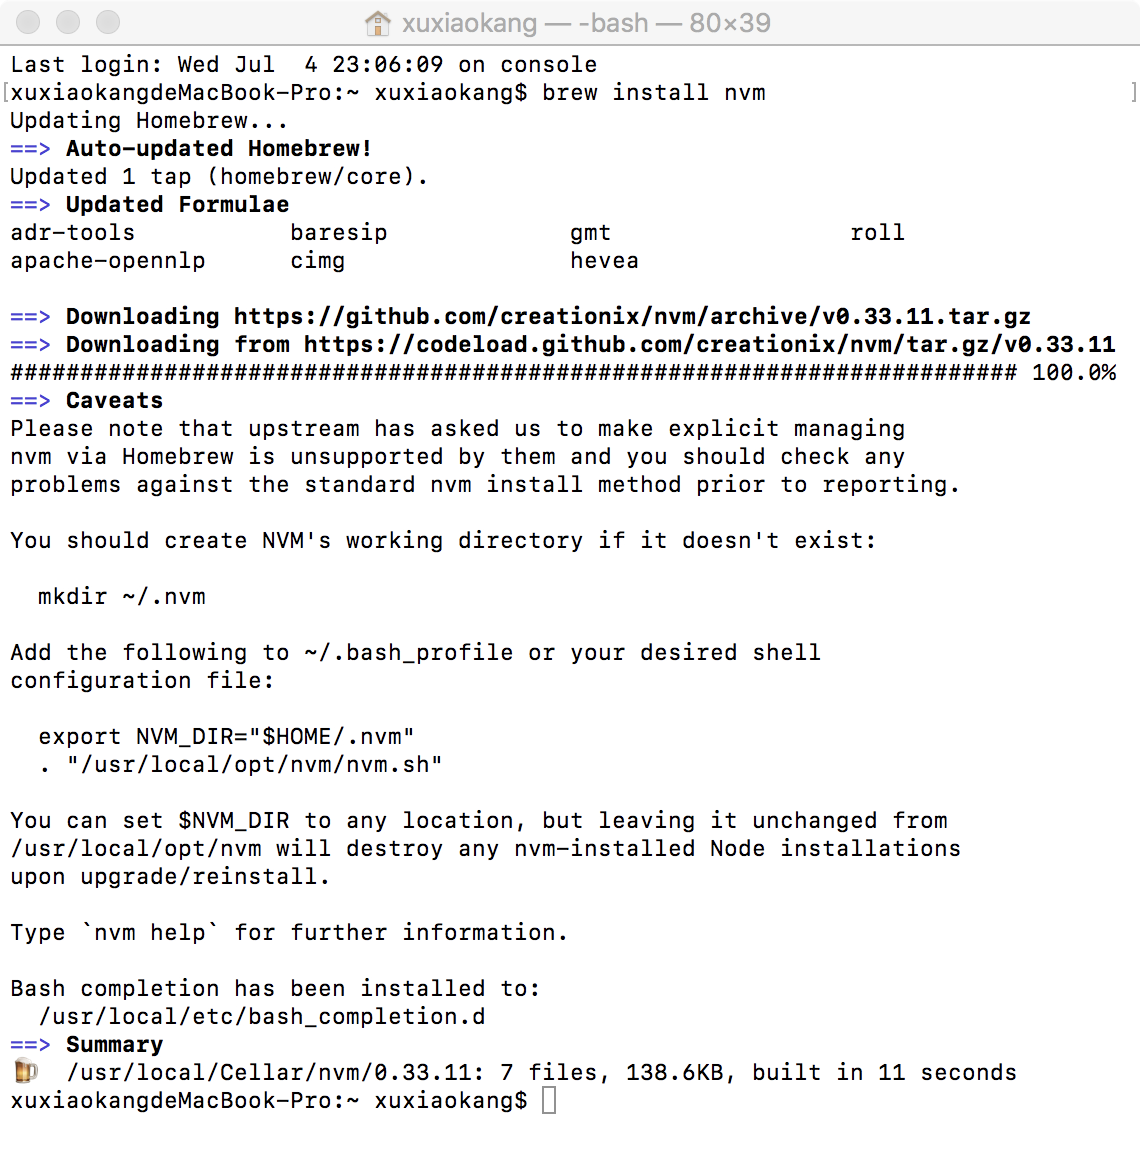 xuxiaokang — -bash — 80×39
Last login: Wed Jul  4 23:06:09 on console
[xuxiaokangdeMacBook-Pro:~ xuxiaokang$ brew install nvm ]
Updating Homebrew...
==> Auto-updated Homebrew!
Updated 1 tap (homebrew/core).
==> Updated Formulae
adr-tools           baresip             gmt                 roll
apache-opennlp      cimg                hevea

==> Downloading https://github.com/creationix/nvm/archive/v0.33.11.tar.gz
==> Downloading from https://codeload.github.com/creationix/nvm/tar.gz/v0.33.11
######################################################################## 100.0%
==> Caveats
Please note that upstream has asked us to make explicit managing
nvm via Homebrew is unsupported by them and you should check any
problems against the standard nvm install method prior to reporting.

You should create NVM's working directory if it doesn't exist:

  mkdir ~/.nvm

Add the following to ~/.bash_profile or your desired shell
configuration file:

  export NVM_DIR="$HOME/.nvm"
  . "/usr/local/opt/nvm/nvm.sh"

You can set $NVM_DIR to any location, but leaving it unchanged from
/usr/local/opt/nvm will destroy any nvm-installed Node installations
upon upgrade/reinstall.

Type `nvm help` for further information.

Bash completion has been installed to:
  /usr/local/etc/bash_completion.d
==> Summary
🍺  /usr/local/Cellar/nvm/0.33.11: 7 files, 138.6KB, built in 11 seconds
xuxiaokangdeMacBook-Pro:~ xuxiaokang$